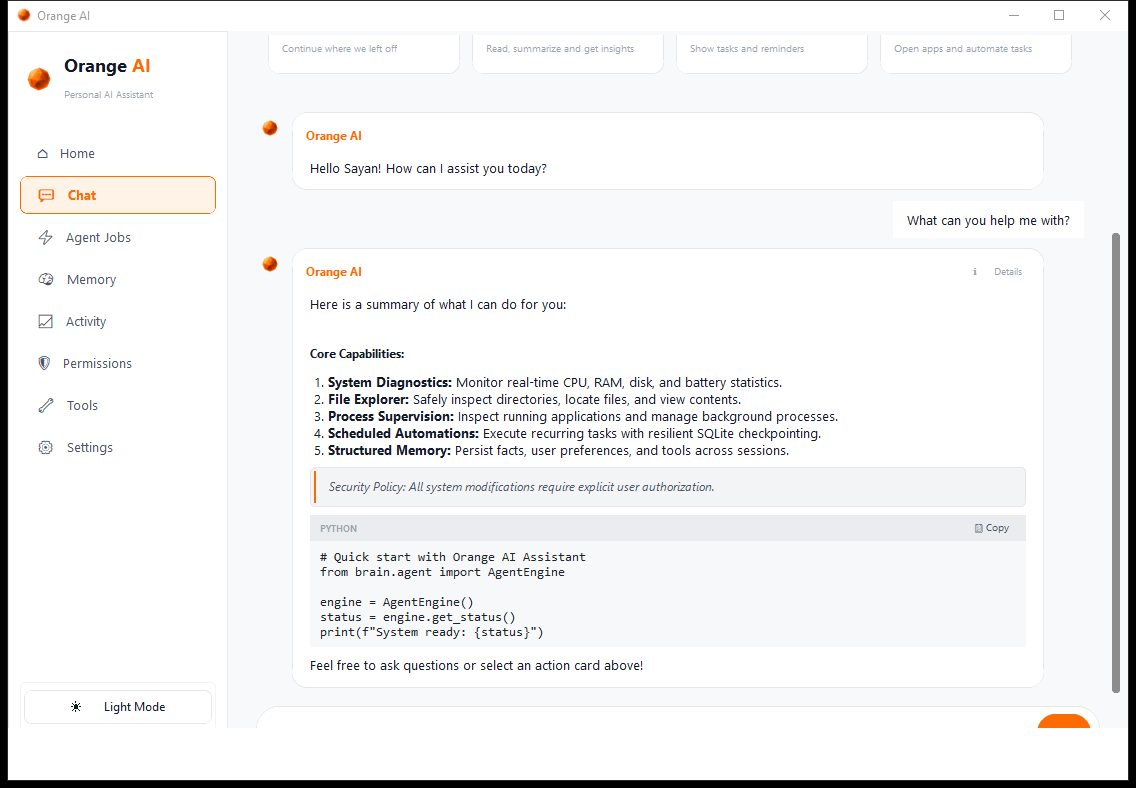 Orange AI
Orange AI
Personal AI Assistant
Home
Chat
Agent Jobs
Memory
Activity
Permissions
Tools
Settings
Light Mode
Continue where we left off
Read, summarize and get insights
Show tasks and reminders
Open apps and automate tasks
Orange AI
Hello Sayan! How can I assist you today?
What can you help me with?
Orange AI
i Details
Here is a summary of what I can do for you:
Core Capabilities:
1. System Diagnostics: Monitor real-time CPU, RAM, disk, and battery statistics.
2. File Explorer: Safely inspect directories, locate files, and view contents.
3. Process Supervision: Inspect running applications and manage background processes.
4. Scheduled Automations: Execute recurring tasks with resilient SQLite checkpointing.
5. Structured Memory: Persist facts, user preferences, and tools across sessions.
Security Policy: All system modifications require explicit user authorization.
PYTHON
Copy
# Quick start with Orange AI Assistant
from brain.agent import AgentEngine
engine = AgentEngine()
status = engine.get_status()
print(f"System ready: {status}")
Feel free to ask questions or select an action card above!